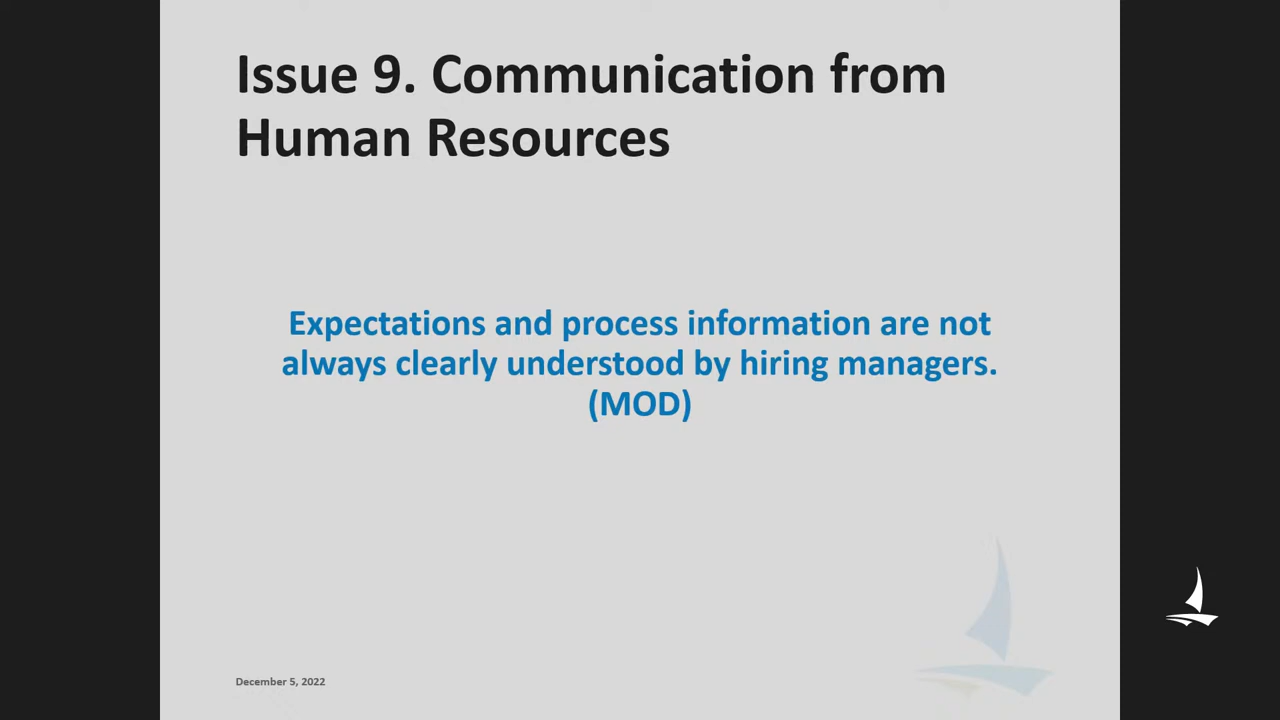 Issue 9. Communication from
Human Resources
Expectations and process information are not
always clearly understood by hiring managers.
(MOD)
December 5, 2022